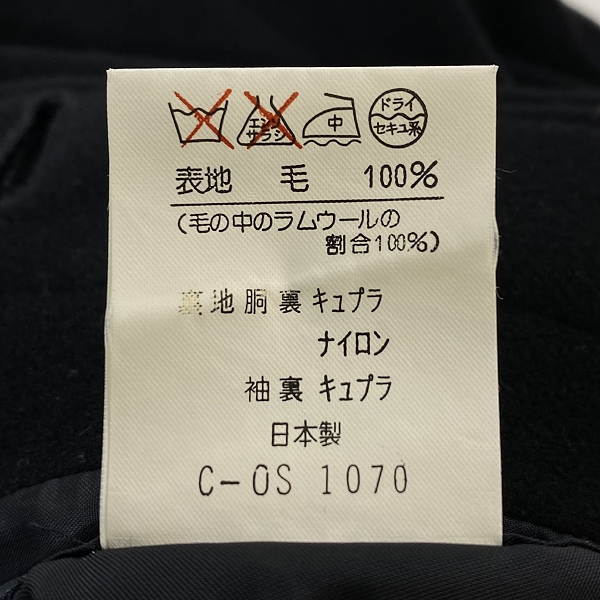 エンソ サラシ 中 ドライ セキユ系
表地 毛 100%
(毛の中のラムウールの
割合100%)
裏地胴裏キュプラ
ナイロン
袖裏キュプラ
日本製
C-OS 1070